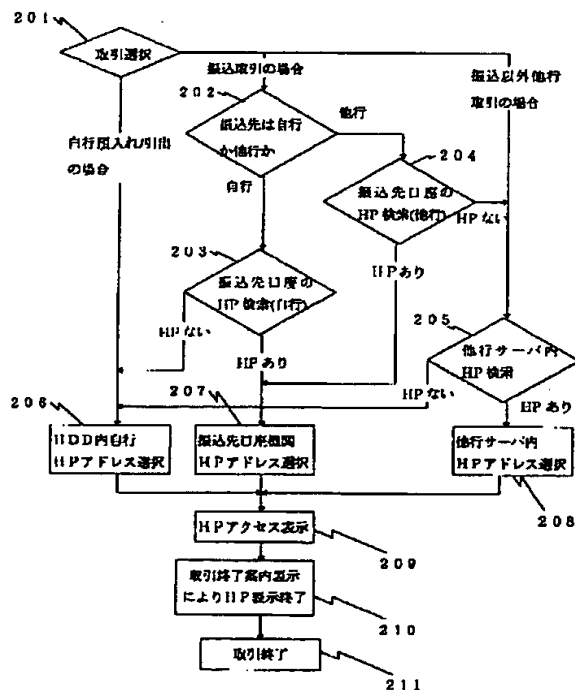 201
取引選択
振込取引の場合
振込以外他行
取引の場合
202
振込先は自行
か他行か
他行
自行預入れ/引出
の場合
204
振込先口座の
HP検索(他行)
HPない
自行
203
振込先口座の
HP検索(自行)
HPあり
HPない
205
他行サーバ内
HP検索
HPあり
HPない
HPあり
206
HDD内自行
HPアドレス選択
207
振込先口座機関
HPアドレス選択
他行サーバ内
HPアドレス選択
208
HPアクセス表示
209
取引終了案内表示
によりHP表示終了
210
取引終了
211